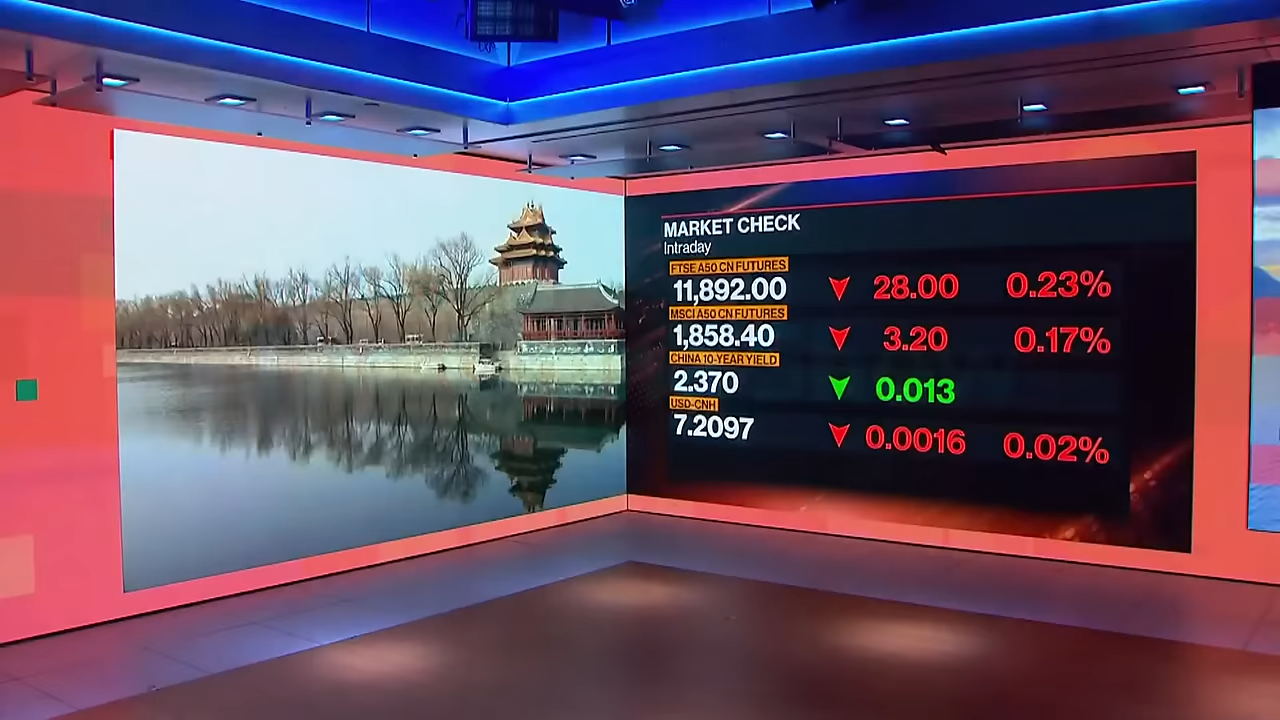 MARKET CHECK
Intraday
FTSE A50 CN FUTURES
11,892.00 28.00 0.23%
MSCI A50 CN FUTURES
1,858.40 3.20 0.17%
CHINA 10-YEAR YIELD
2.370 0.013
USD-CNH
7.2097 0.0016 0.02%